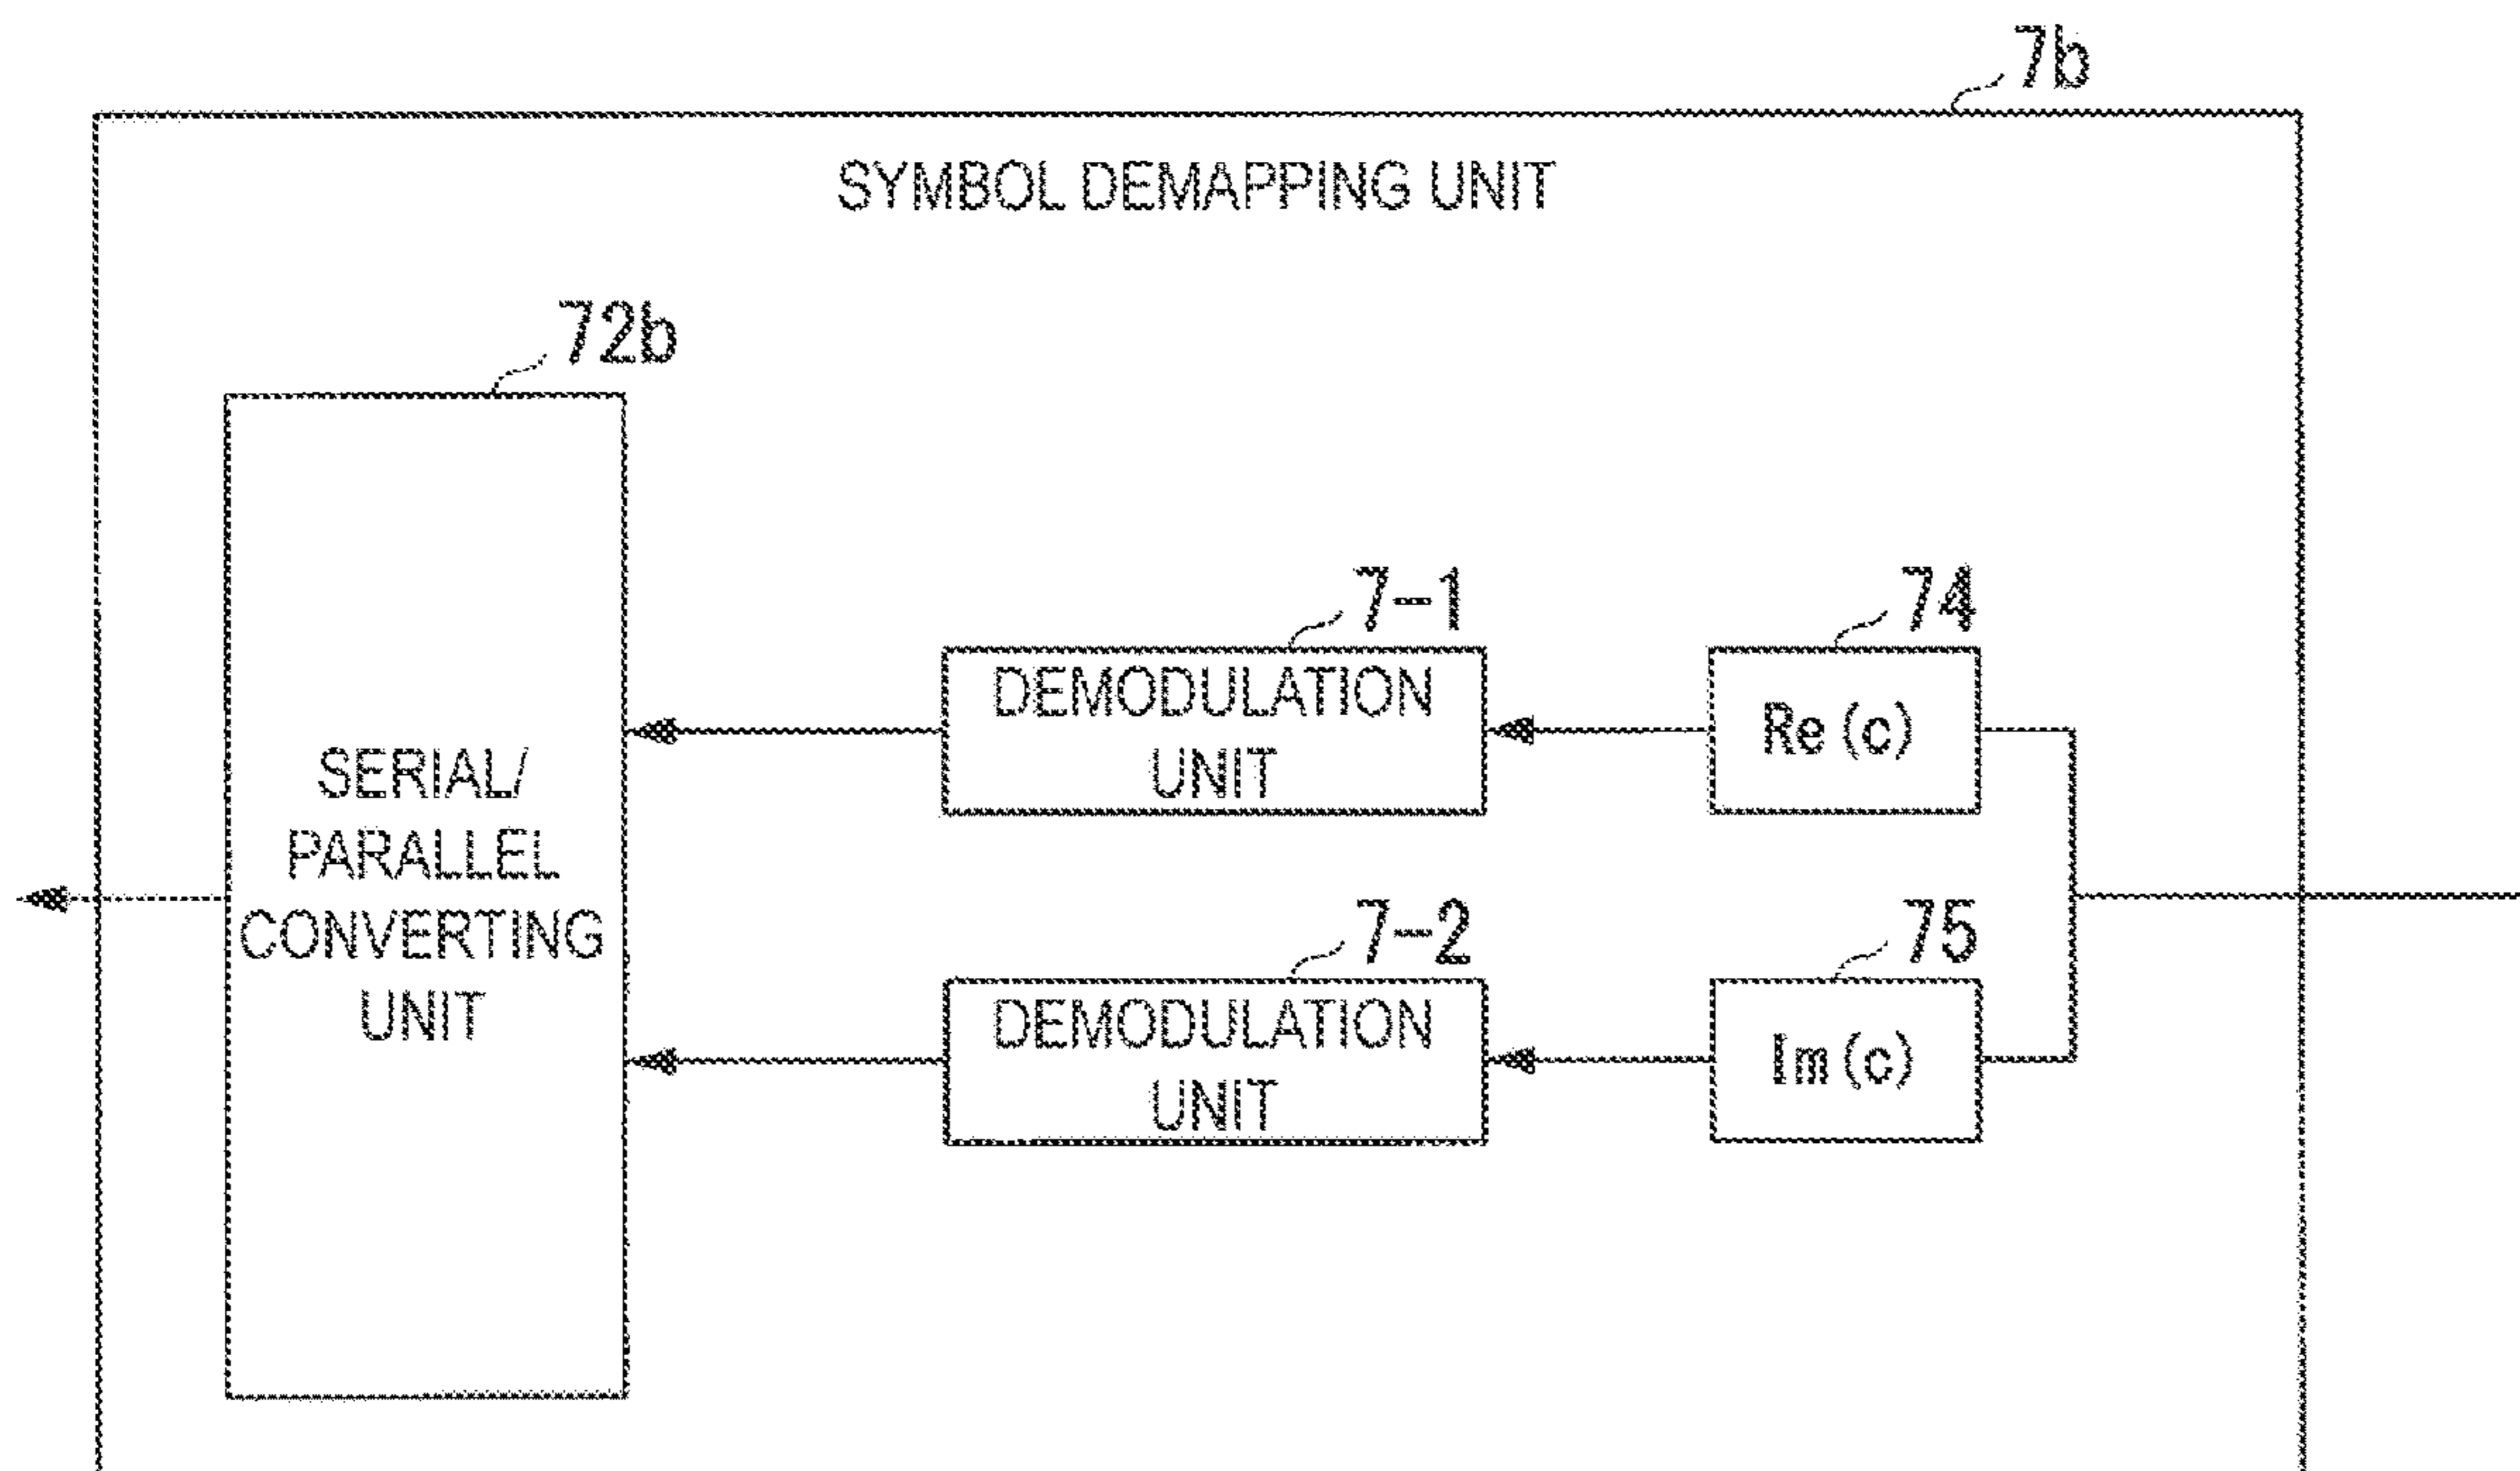 7b
SYMBOL DEMAPPING UNIT
72b
7-1
74
DEMODULATION
UNIT
Re (c)
SERIAL/
PARALLEL
CONVERTING
UNIT
7-2
75
DEMODULATION
UNIT
Im (c)